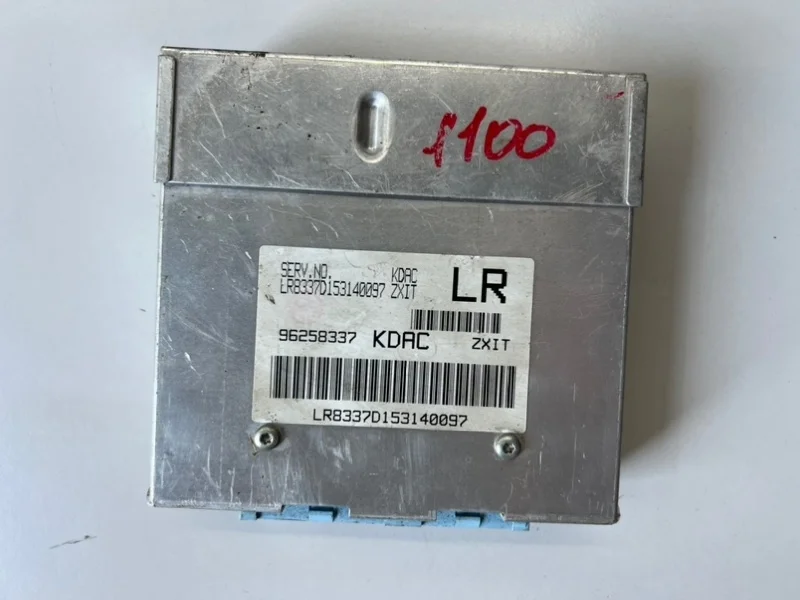 1100
SERV.NO. KDAC
LR8337D153140097 ZXIT
LR
96258337 KDAC ZXIT
LR8337D153140097